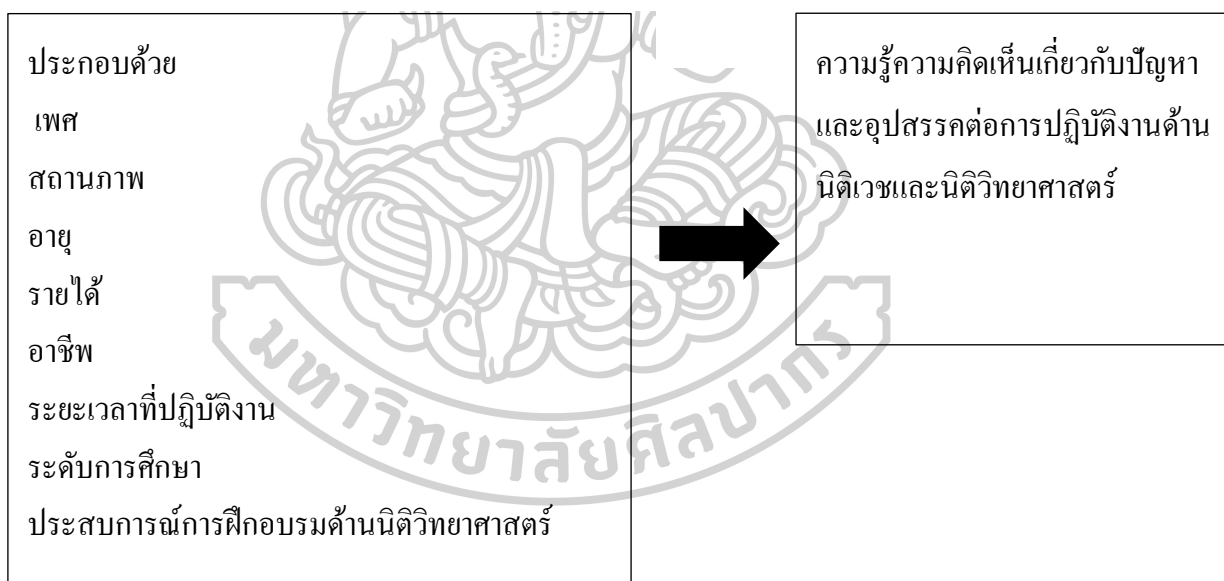 ประกอบด้วย
เพศ
สถานภาพ
อายุ
รายได้
อาชีพ
ระยะเวลาที่ปฏิบัติงาน
ระดับการศึกษา
ประสบการณ์การฝึกอบรมด้านนิติวิทยาศาสตร์
ความรู้ความคิดเห็นเกี่ยวกับปัญหา
และอุปสรรคต่อการปฏิบัติงานด้าน
นิติเวชและนิติวิทยาศาสตร์
มหาวิทยาลัยศิลปากร